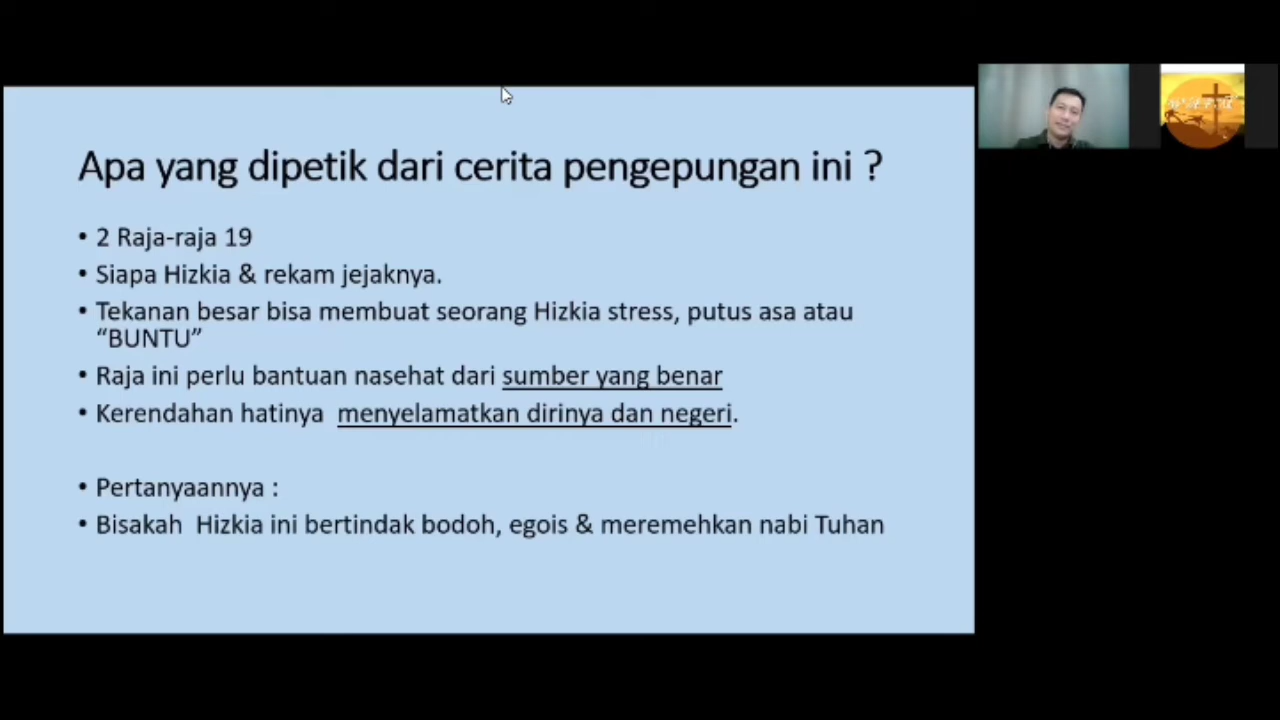 Apa yang dipetik dari cerita pengepungan ini ?
• 2 Raja-raja 19
• Siapa Hizkia & rekam jejaknya.
• Tekanan besar bisa membuat seorang Hizkia stress, putus asa atau
“BUNTU”
• Raja ini perlu bantuan nasehat dari sumber yang benar
• Kerendahan hatinya menyelamatkan dirinya dan negeri.
• Pertanyaannya :
• Bisakah Hizkia ini bertindak bodoh, egois & meremehkan nabi Tuhan